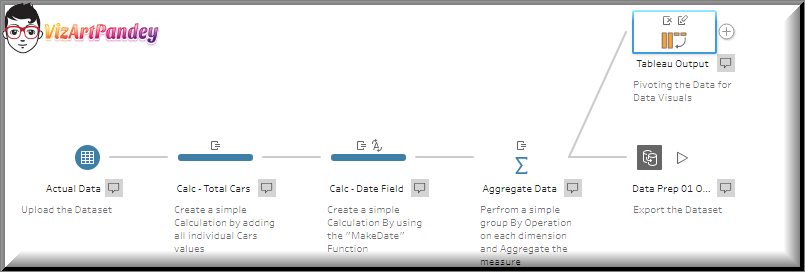 VizArtPandey
Tableau Output
Pivoting the Data for
Data Visuals
Actual Data
Upload the Dataset
Calc - Total Cars
Create a simple
Calculation by adding
all individual Cars
values
Calc - Date Field
Create a simple
Calculation By using
the "MakeDate"
Function
Aggregate Data
Perfrom a simple
group By Operation
on each dimension
and Aggregate the
measure
Data Prep 01 O...
Export the Dataset